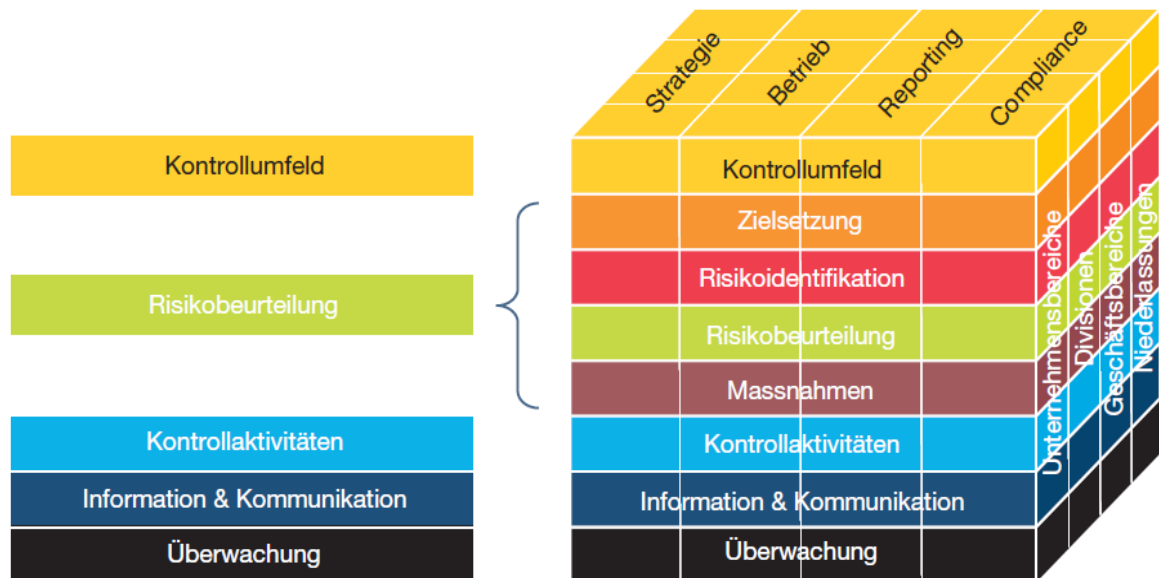 Strategie
Betrieb
Reporting
Compliance
Kontrollumfeld
Risikobeurteilung
Kontrollaktivitäten
Information & Kommunikation
Überwachung
Kontrollumfeld
Zielsetzung
Risikoidentifikation
Risikobeurteilung
Massnahmen
Kontrollaktivitäten
Information & Kommunikation
Überwachung
Unternehmensbereiche
Divisionen
Geschäftsbereiche
Niederlassungen